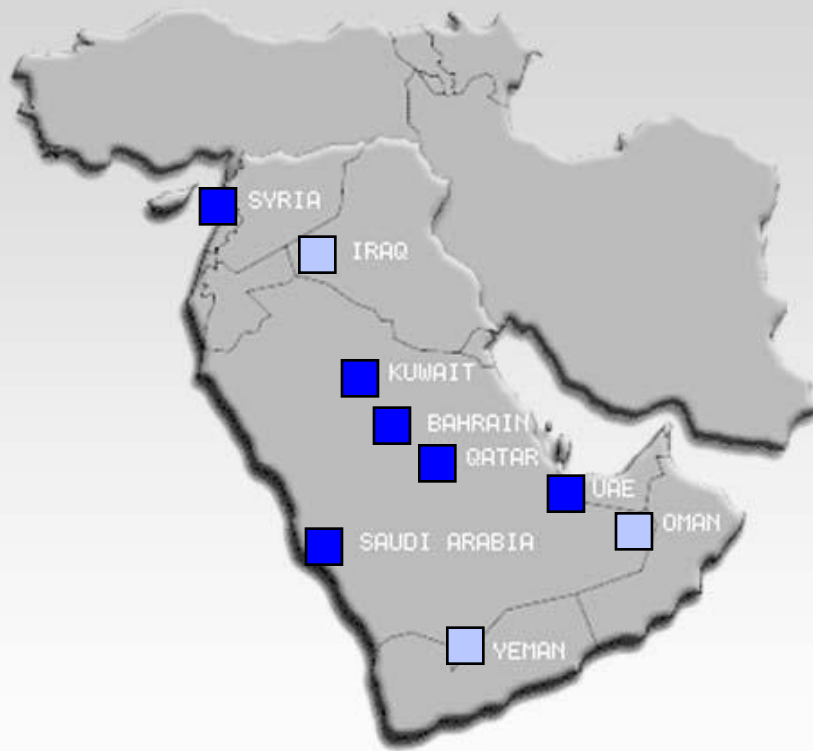 SYRIA
IRAQ
KUWAIT
BAHRAIN
QATAR
UAE
OMAN
SAUDI ARABIA
YEMAN